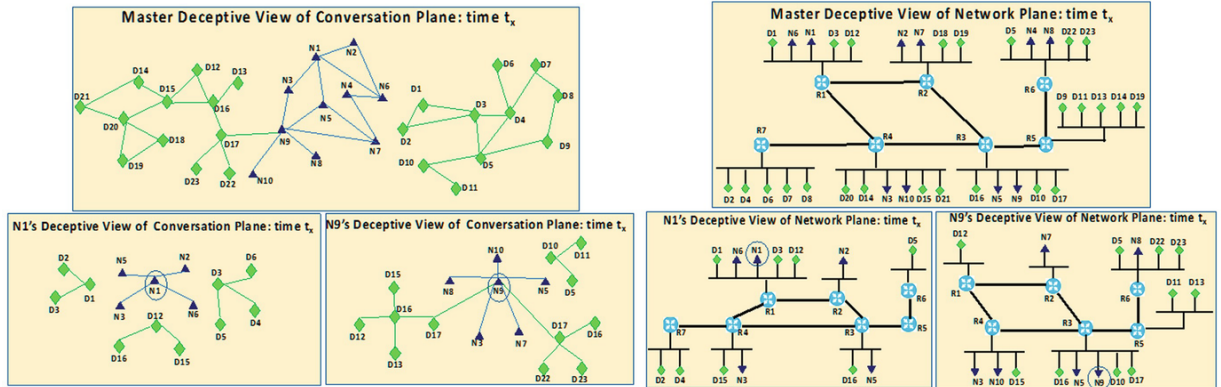 Master Deceptive View of Conversation Plane: time tx
N1
N2
D12
D13
D14
D6
D7
D15
D21
D16
N3
N4
N6
D1
D3
D8
D20
N5
D4
D18
D17
D2
N9
N7
D9
D10
D19
N8
D5
D23
D22
N10
D11
Master Deceptive View of Network Plane: time tx
D1 N6 N1 D3 D12
N2 N7 D18 D19
D5 N4 N8 D22 D23
R1
R2
R6
D9 D11 D13 D14 D19
R7
R4
R3
R5
D2 D4 D6 D7 D8
D20 D14 N3 N10 D15 D21
D16 N5 N9 D10 D17
N1's Deceptive View of Conversation Plane: time tx
D2
N5
N2
D6
D3
D1
N1
D3
N3
N6
D4
D12
D5
D16
D15
N9's Deceptive View of Conversation Plane: time tx
N10
D10
D11
D15
N8
N9
N5
D5
D16
D12
D17
D17
D16
N3
N7
D13
D22
D23
N1's Deceptive View of Network Plane: time tx
D1 N6 N1 D3 D12
N2
D5
R1
R2
R6
R7
R4
R3
R5
D2 D4
D15 N3
D16 N5
N9's Deceptive View of Network Plane: time tx
D12
N7
D5 N8 D22 D23
R1
R2
R6
D11 D13
R4
R3
R5
N3 N10 D15
D16 N5 N9 D10 D17